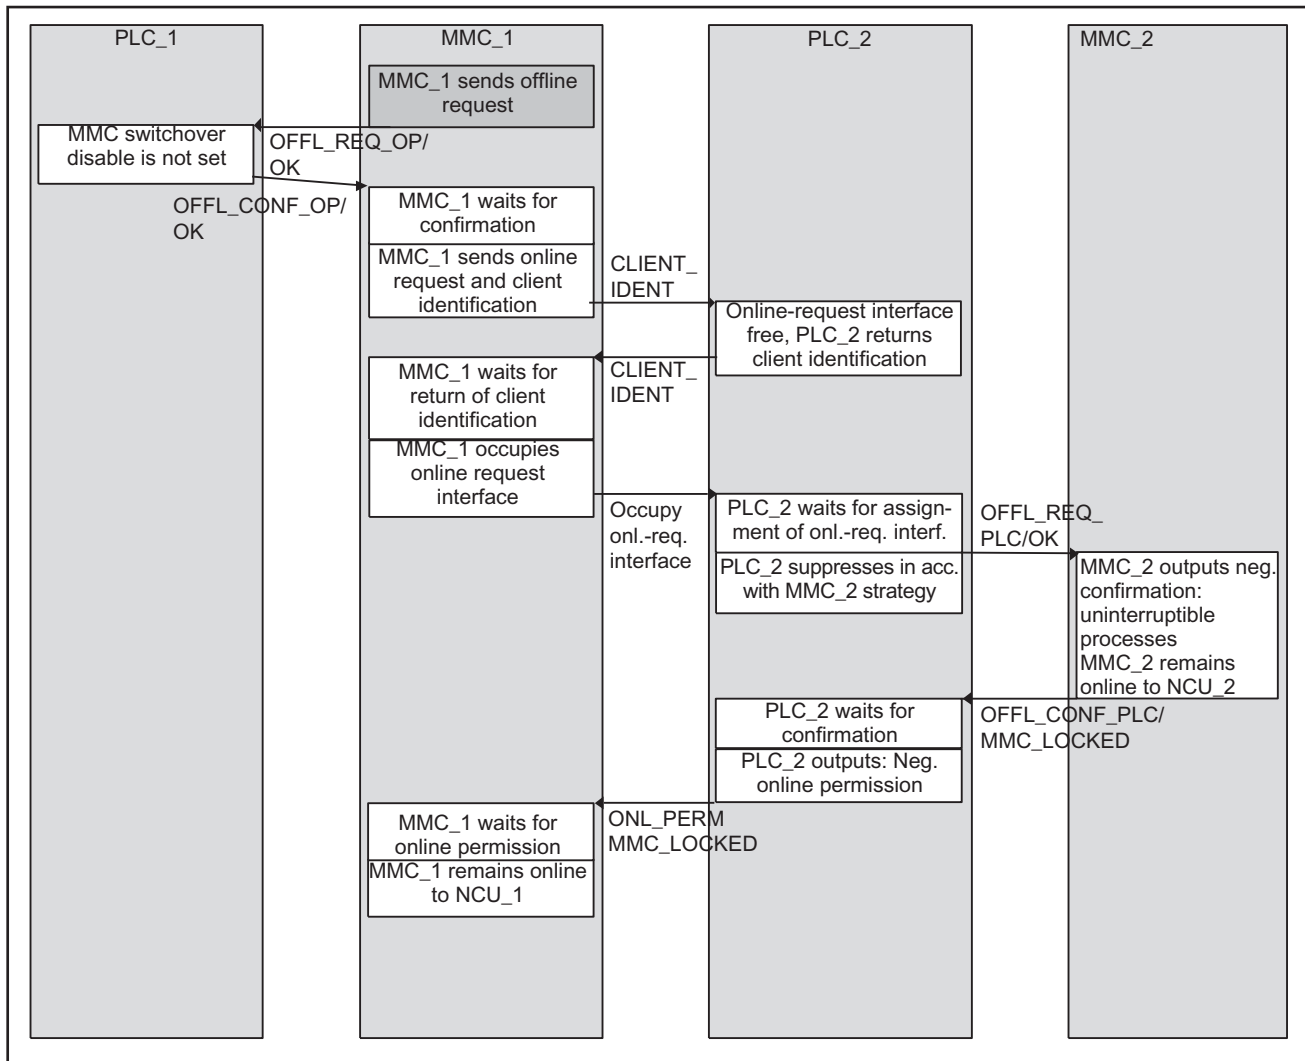 PLC_1
MMC_1
PLC_2
MMC_2
MMC_1 sends offline
request
MMC switchover
disable is not set
OFFL_REQ_OP/
OK
OFFL_CONF_OP/
OK
MMC_1 waits for
confirmation
MMC_1 sends online
request and client
identification
CLIENT_
IDENT
Online-request interface
free, PLC_2 returns
client identification
CLIENT_
IDENT
MMC_1 waits for
return of client
identification
MMC_1 occupies
online request
interface
Occupy
onl.-req.
interface
PLC_2 waits for assign-
ment of onl.-req. interf.
PLC_2 suppresses in acc.
with MMC_2 strategy
OFFL_REQ_
PLC/OK
MMC_2 outputs neg.
confirmation:
uninterruptible
processes
MMC_2 remains
online to NCU_2
OFFL_CONF_PLC/
MMC_LOCKED
PLC_2 waits for
confirmation
PLC_2 outputs: Neg.
online permission
ONL_PERM
MMC_LOCKED
MMC_1 waits for
online permission
MMC_1 remains online
to NCU_1